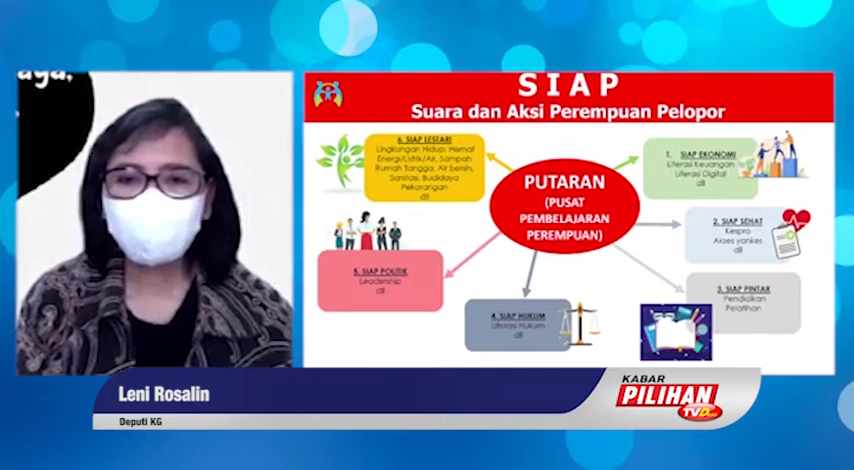 aya,
S I A P
Suara dan Aksi Perempuan Pelopor
6. SIAP LESTARI
Lingkungan Hidup: Hemat
Energi/Listrik/Air, Sampah
Rumah Tangga, Air bersih,
Sanitasi, Budidaya
Pekarangan
dll
PUTARAN
(PUSAT
PEMBELAJARAN
PEREMPUAN)
1. SIAP EKONOMI
Literasi Keuangan
Literasi Digital
dll
2. SIAP SEHAT
Kespro
Akses yankes
dll
3. SIAP PINTAR
Pendidikan
Pelatihan
4. SIAP HUKUM
Literasi Hukum
dll
5. SIAP POLITIK
Leadership
dll
Leni Rosalin
Deputi KG
KABAR
PILIHAN
TVDesa